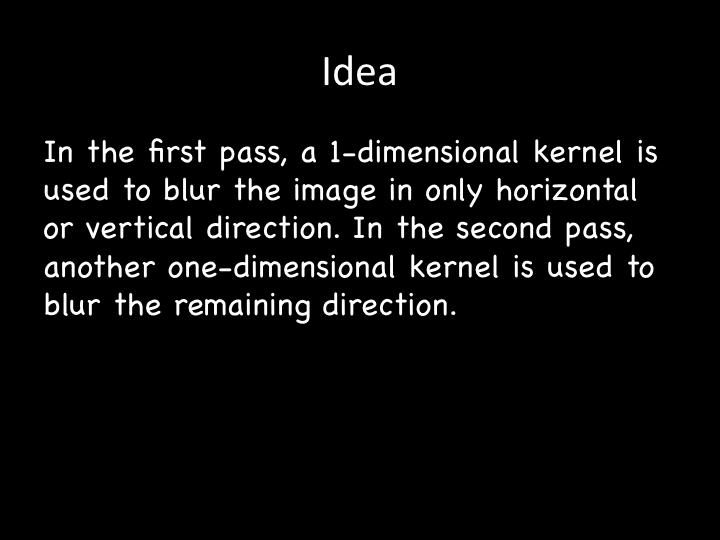 Idea
In the first pass, a 1-dimensional kernel is
used to blur the image in only horizontal
or vertical direction. In the second pass,
another one-dimensional kernel is used to
blur the remaining direction.